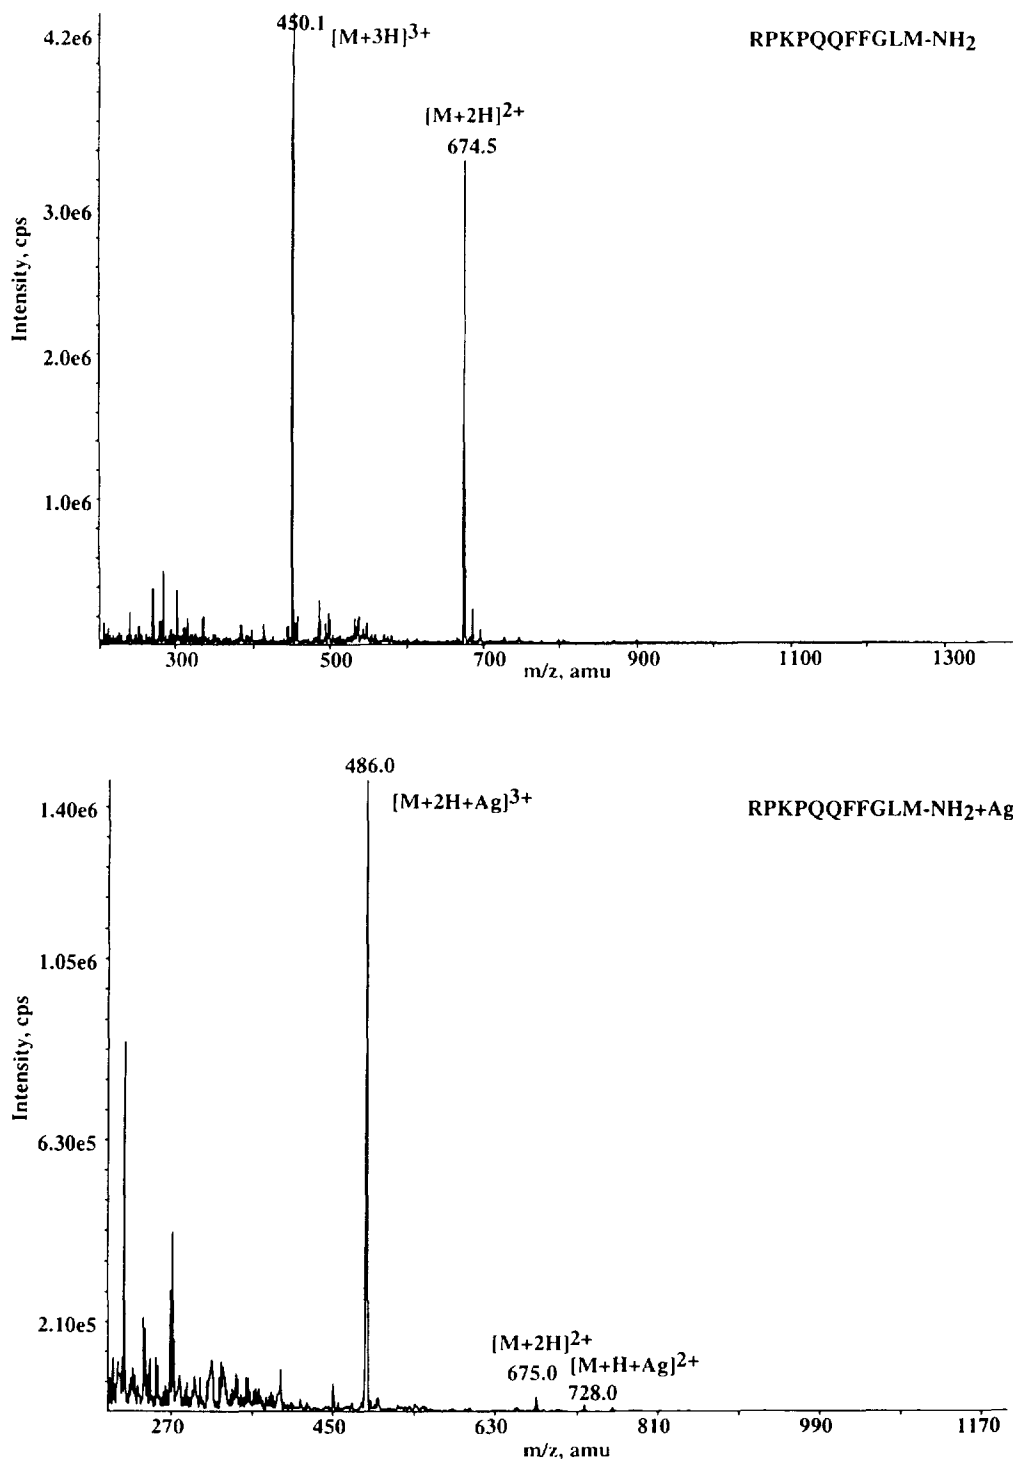 450.1
[M+3H]3+
RPKPQQFFGLM-NH2
4.2e6
[M+2H]2+
674.5
3.0e6
Intensity, cps
2.0e6
1.0e6
300
500
700
900
1100
1300
m/z, amu
486.0
[M+2H+Ag]3+
RPKPQQFFGLM-NH2+Ag
1.40e6
1.05e6
Intensity, cps
6.30e5
2.10e5
[M+2H]2+
675.0
[M+H+Ag]2+
728.0
270
450
630
810
990
1170
m/z, amu